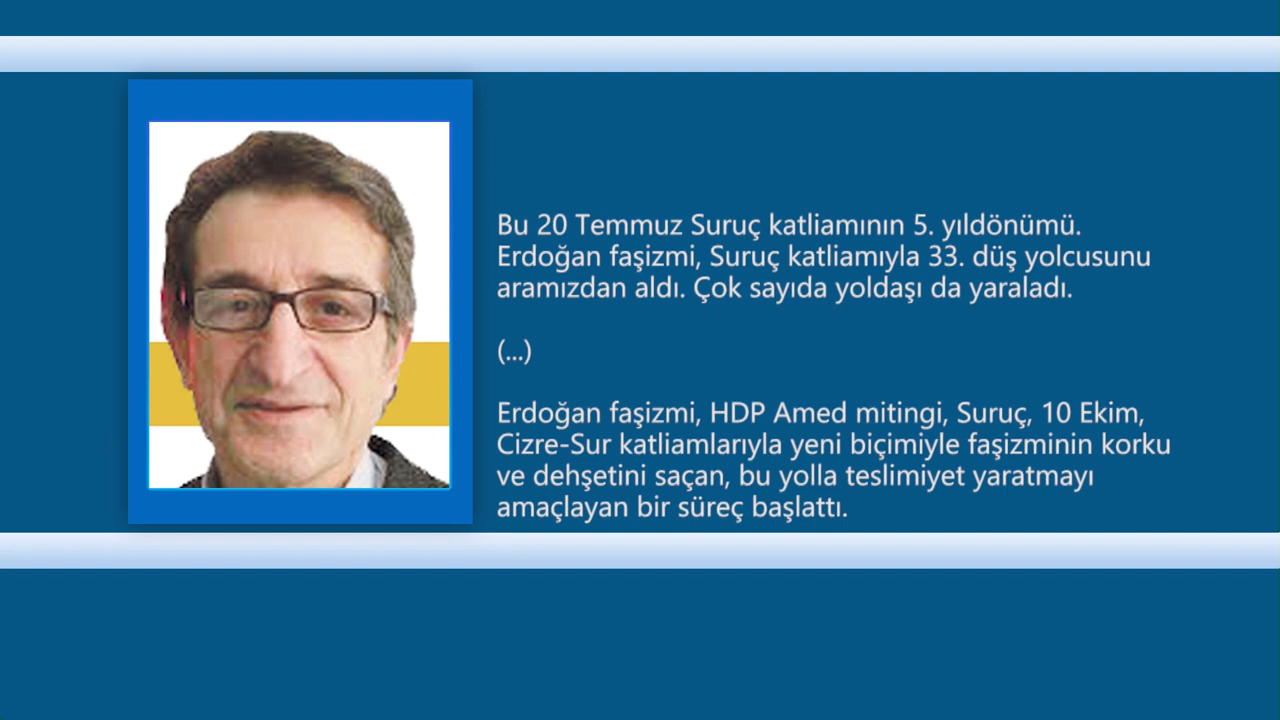 Bu 20 Temmuz Suruç katliamının 5. yıldönümü.
Erdoğan faşizmi, Suruç katliamıyla 33. düş yolcusunu
aramızdan aldı. Çok sayıda yoldaşı da yaraladı.
(...)
Erdoğan faşizmi, HDP Amed mitingi, Suruç, 10 Ekim,
Cizre-Sur katliamlarıyla yeni biçimiyle faşizminin korku
ve dehşetini saçan, bu yolla teslimiyet yaratmayı
amaçlayan bir süreç başlattı.